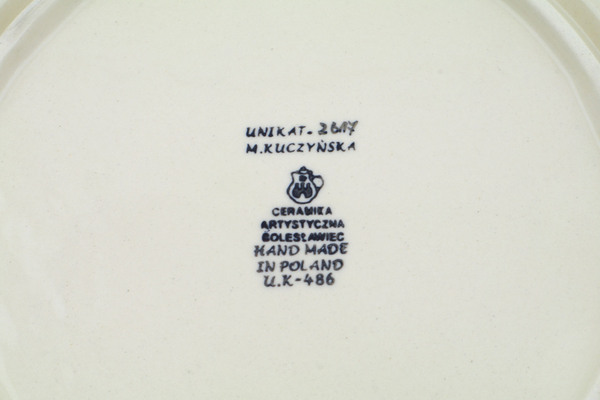 UNIKAT. 2617
M.KUCZYŃSKA
CERAMIKA
ARTYSTYCZNA
BOLESŁAWIEC
HAND MADE
IN POLAND
U.K-486